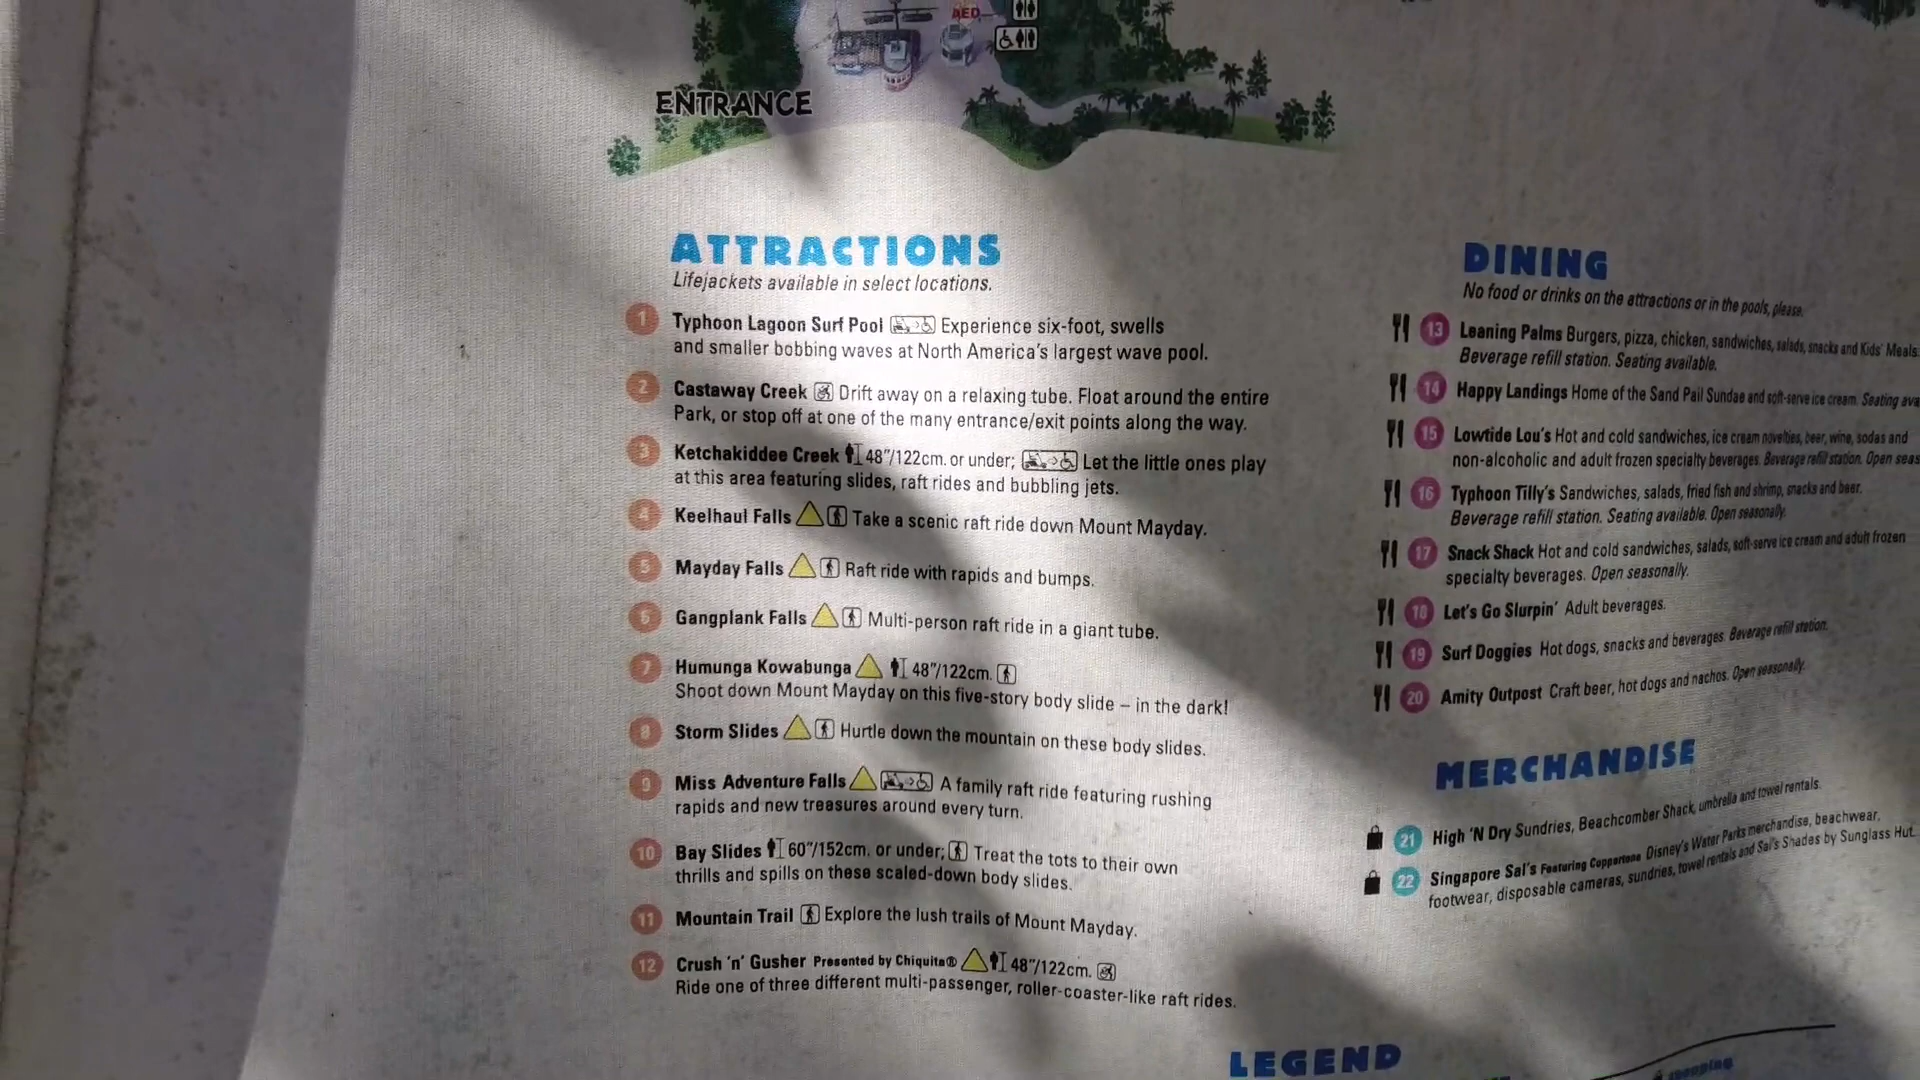 AED
ENTRANCE
ATTRACTIONS
Lifejackets available in select locations.
1 Typhoon Lagoon Surf Pool Experience six-foot, swells
and smaller bobbing waves at North America's largest wave pool.
2 Castaway Creek Drift away on a relaxing tube. Float around the entire
Park, or stop off at one of the many entrance/exit points along the way.
3 Ketchakiddee Creek 48"/122cm. or under; Let the little ones play
at this area featuring slides, raft rides and bubbling jets.
4 Keelhaul Falls Take a scenic raft ride down Mount Mayday.
5 Mayday Falls Raft ride with rapids and bumps.
6 Gangplank Falls Multi-person raft ride in a giant tube.
7 Humunga Kowabunga 48"/122cm.
Shoot down Mount Mayday on this five-story body slide – in the dark!
8 Storm Slides Hurtle down the mountain on these body slides.
9 Miss Adventure Falls A family raft ride featuring rushing
rapids and new treasures around every turn.
10 Bay Slides 60"/152cm. or under; Treat the tots to their own
thrills and spills on these scaled-down body slides.
11 Mountain Trail Explore the lush trails of Mount Mayday.
12 Crush 'n' Gusher Presented by Chiquita® 48"/122cm.
Ride one of three different multi-passenger, roller-coaster-like raft rides.
DINING
No food or drinks on the attractions or in the pools, please.
13 Leaning Palms Burgers, pizza, chicken, sandwiches, salads, snacks and Kids' Meals.
Beverage refill station. Seating available.
14 Happy Landings Home of the Sand Pail Sundae and soft-serve ice cream. Seating ava
15 Lowtide Lou's Hot and cold sandwiches, ice cream novelties, beer, wine, sodas and
non-alcoholic and adult frozen specialty beverages. Beverage refill station. Open seas
16 Typhoon Tilly's Sandwiches, salads, fried fish and shrimp, snacks and beer.
Beverage refill station. Seating available. Open seasonally.
17 Snack Shack Hot and cold sandwiches, salads, soft-serve ice cream and adult frozen
specialty beverages. Open seasonally.
18 Let's Go Slurpin' Adult beverages.
19 Surf Doggies Hot dogs, snacks and beverages. Beverage refill station.
20 Amity Outpost Craft beer, hot dogs and nachos. Open seasonally.
MERCHANDISE
21 High 'N Dry Sundries, Beachcomber Shack, umbrella and towel rentals.
22 Singapore Sal's Featuring Coppertone Disney's Water Parks merchandise, beachwear,
footwear, disposable cameras, sundries, towel rentals and Sal's Shades by Sunglass Hut.
LEGEND